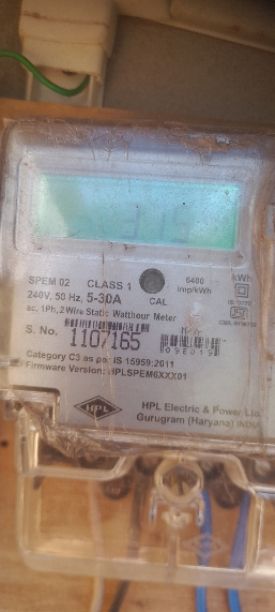 kWh
SPEM 02 CLASS 1 6400
240V, 50 Hz, 5-30A imp/kWh
ac, 1Ph, 2Wire Static Watthour Meter CAL
S. No. 1107165
Category C3 as per IS 15959:2011
Firmware Version: HPLSPEM6XXX01
HPL HPL Electric & Power Ltd
Gurugram (Haryana) INDIA
HPL